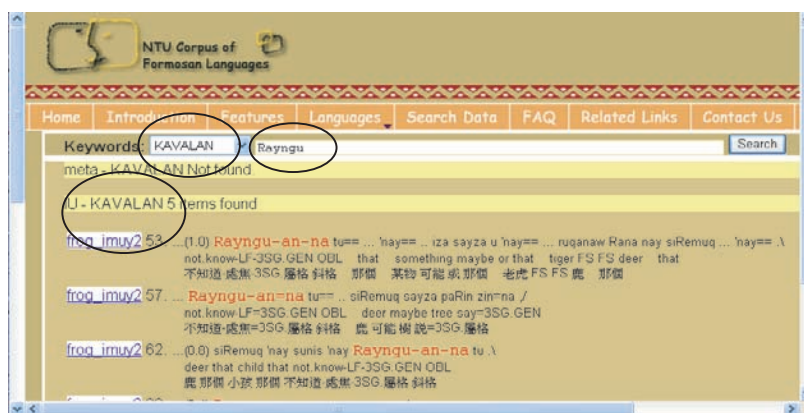 NTU Corpus of
Formosan Languages
Home Introduction Features Languages Search Data FAQ Related Links Contact Us
Keywords: KAVALAN Rayngu Search
meta - KAVALAN Not found
IU - KAVALAN 5 items found
frog_imuy2 53. ...(1.0) Rayngu-an-na tu== ... 'nay== .. iza sayza u 'nay== ... ruqanaw Rana nay siRemuq ... 'nay== .\
not.know-LF-3SG.GEN OBL that something maybe or that tiger FS FS deer that
不知道-處焦-3SG.屬格 斜格 那個 某物 可能 或 那個 老虎 FS FS 鹿 那個
frog_imuy2 57. ... Rayngu-an=na tu== .. siRemuq sayza paRin zin=na ./
not.know-LF=3SG.GEN OBL deer maybe tree say=3SG.GEN
不知道-處焦=3SG.屬格 斜格 鹿 可能 樹 說=3SG.屬格
frog_imuy2 62. ...(0.8) siRemuq 'nay sunis 'nay Rayngu-an-na tu .\
deer that child that not.know-LF-3SG.GEN OBL
鹿 那個 小孩 那個 不知道-處焦-3SG.屬格 斜格